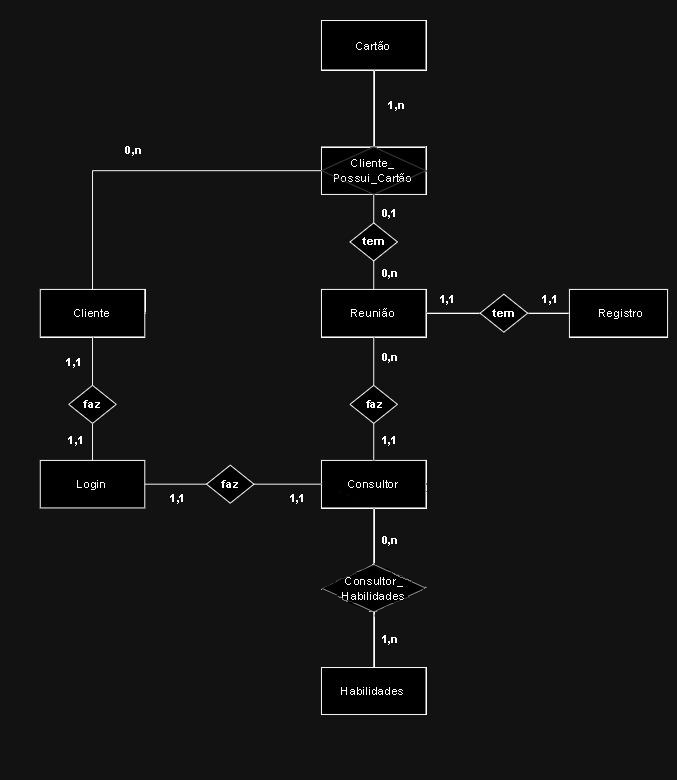 Cartão
1,n
0,n
Cliente_
Possui_Cartão
0,1
tem
0,n
Cliente
Reunião
1,1
tem
1,1
Registro
1,1
0,n
faz
faz
1,1
1,1
Login
1,1
faz
1,1
Consultor
0,n
Consultor_
Habilidades
1,n
Habilidades